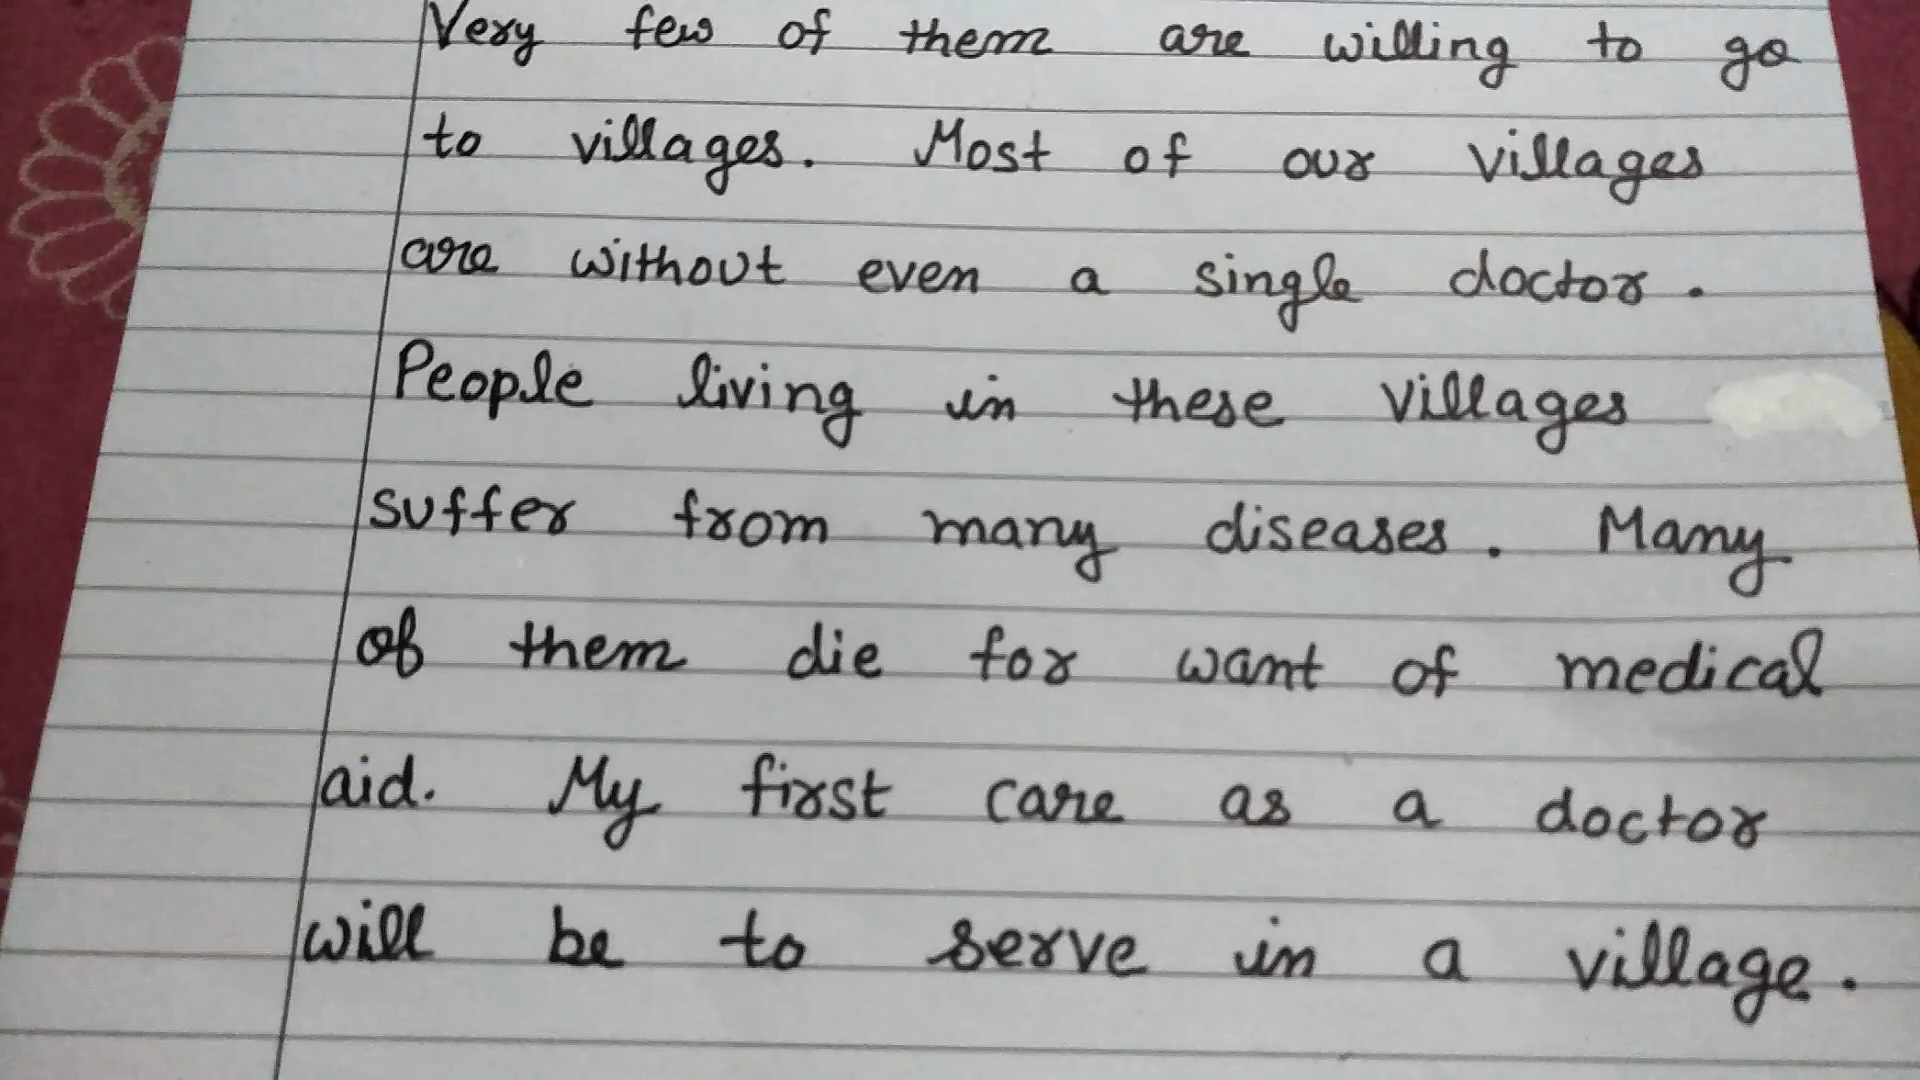 Very few of them are willing to go
to villages. Most of our villages
are without even a single doctor.
People living in these villages
suffer from many diseases. Many
of them die for want of medical
aid. My first care as a doctor
will be to serve in a village.